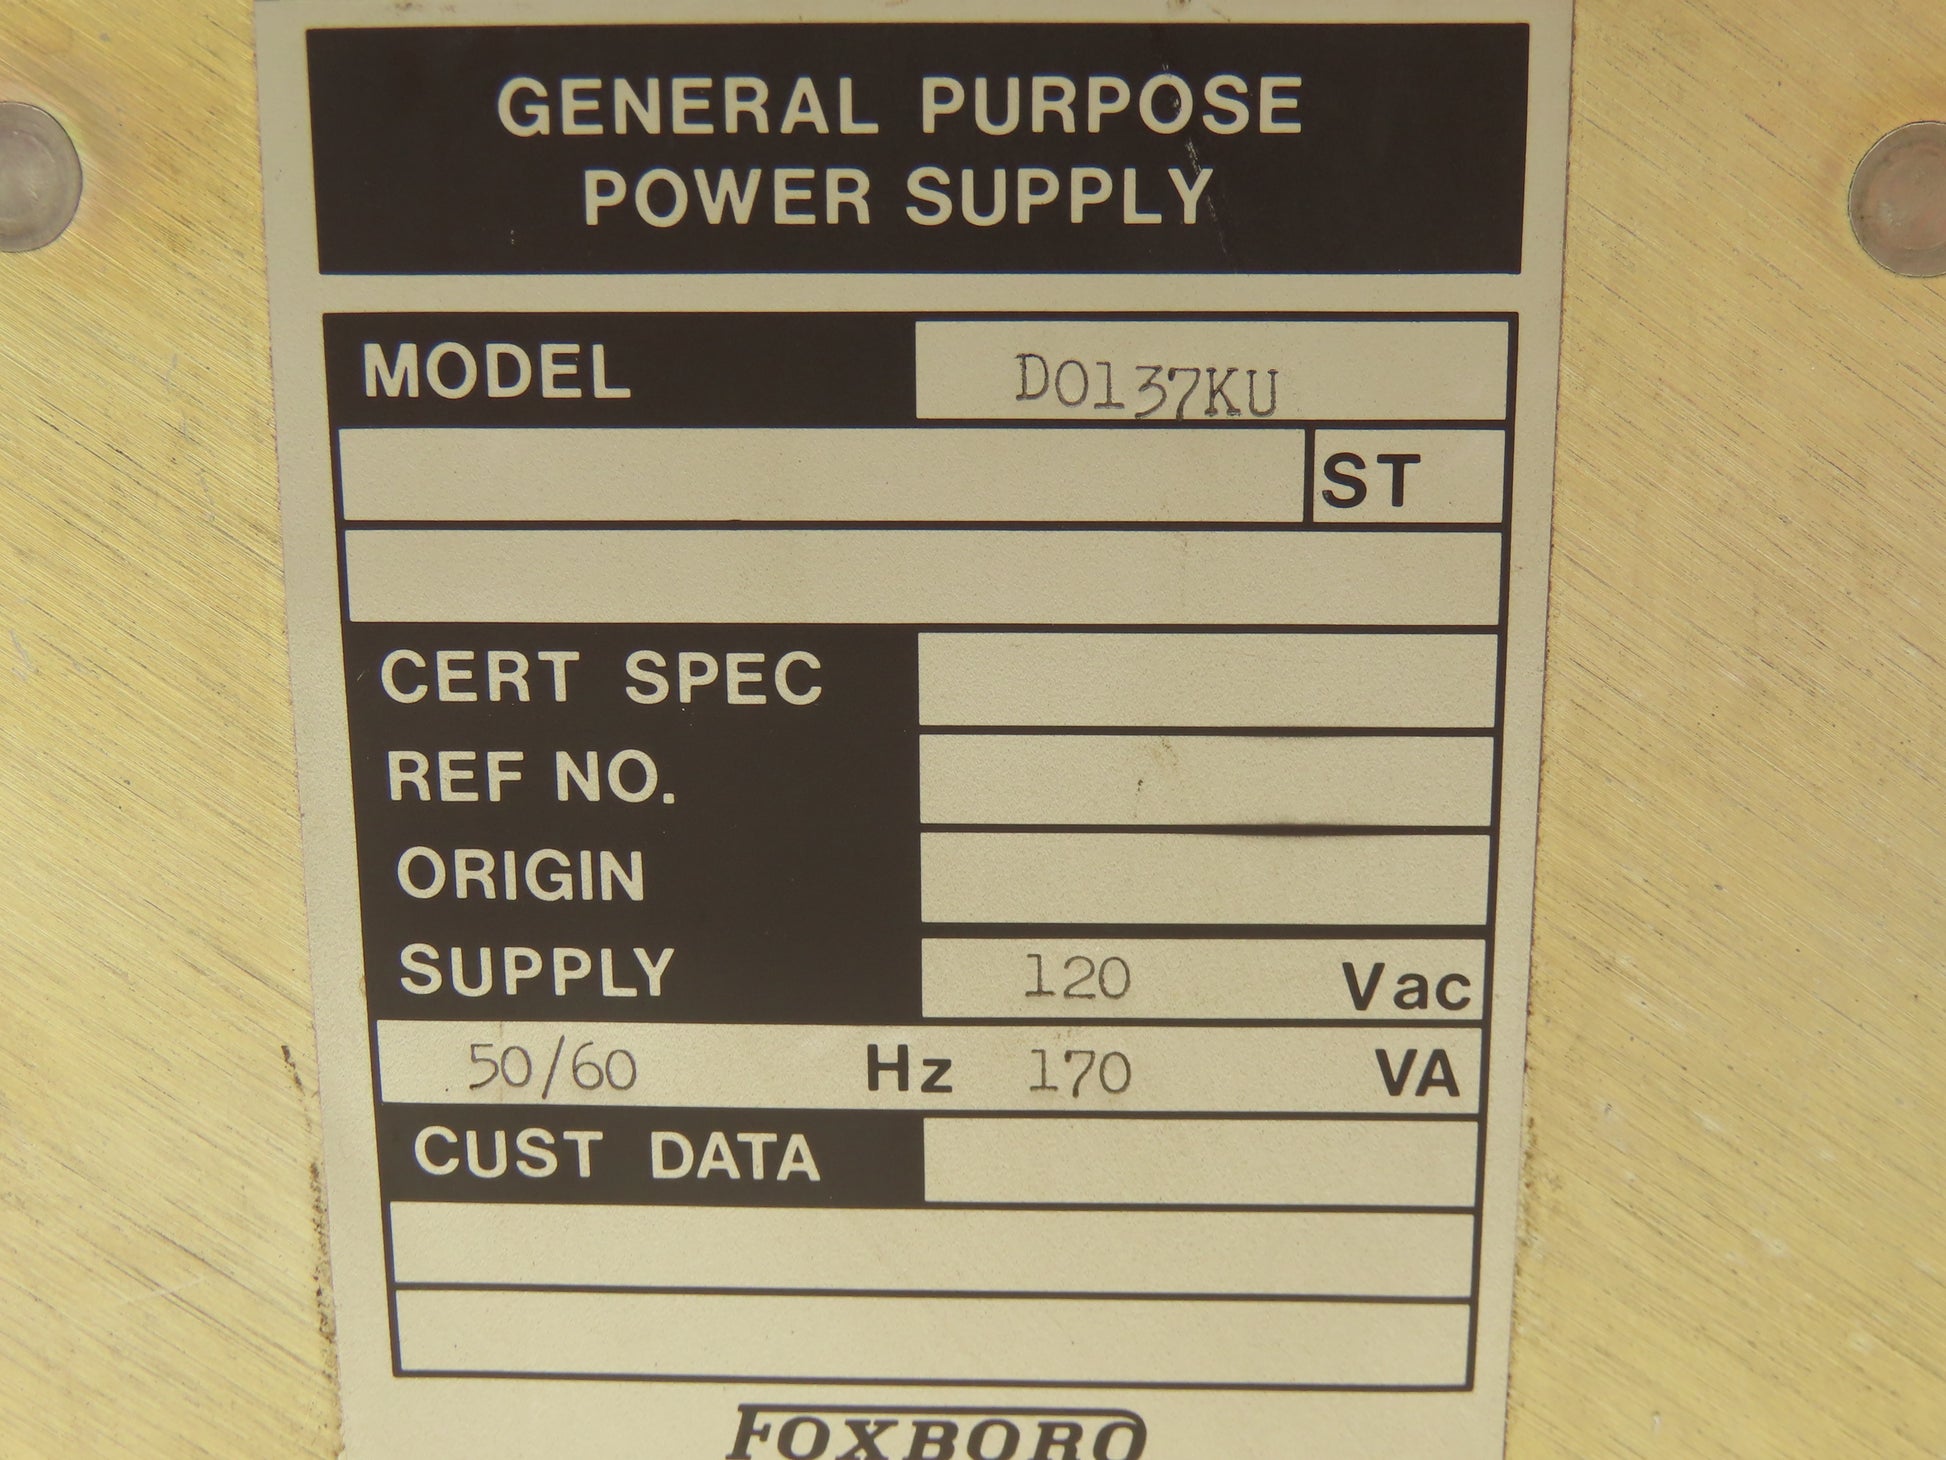 GENERAL PURPOSE
POWER SUPPLY
MODEL D0137KU
ST
CERT SPEC
REF NO.
ORIGIN
SUPPLY 120 Vac
50/60 Hz 170 VA
CUST DATA
FOXBORO